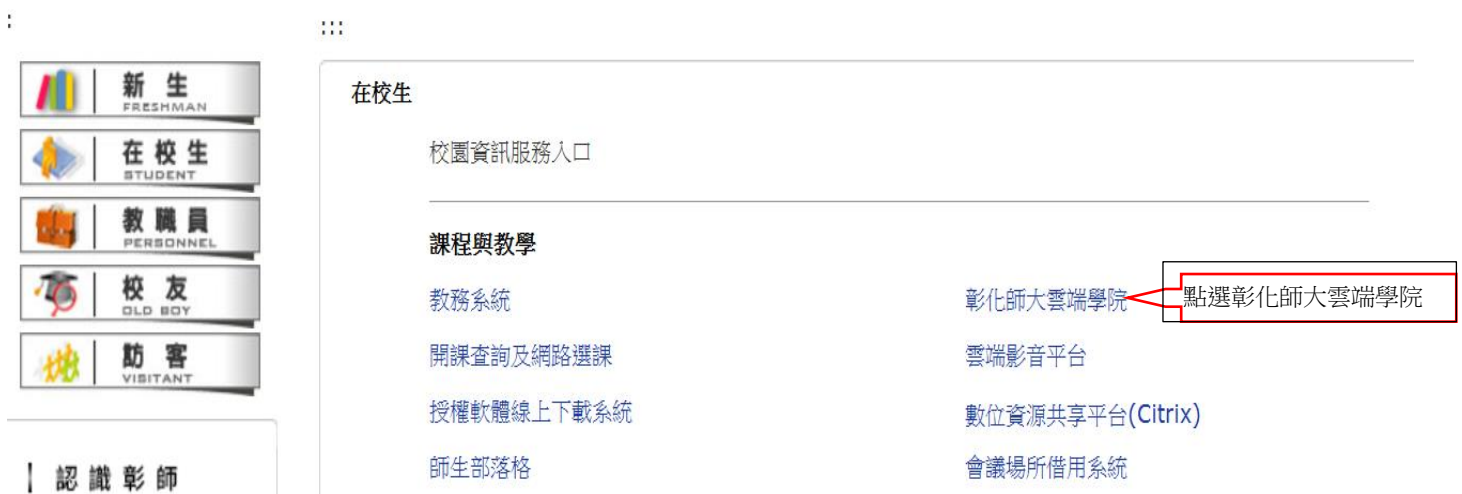 :
:::
新生
FRESHMAN
在校生
STUDENT
教職員
PERSONNEL
校友
OLD BOY
訪客
VISITANT
認識彰師
在校生
校園資訊服務入口
課程與教學
教務系統
彰化師大雲端學院
點選彰化師大雲端學院
開課查詢及網路選課
雲端影音平台
授權軟體線上下載系統
數位資源共享平台(Citrix)
師生部落格
會議場所借用系統